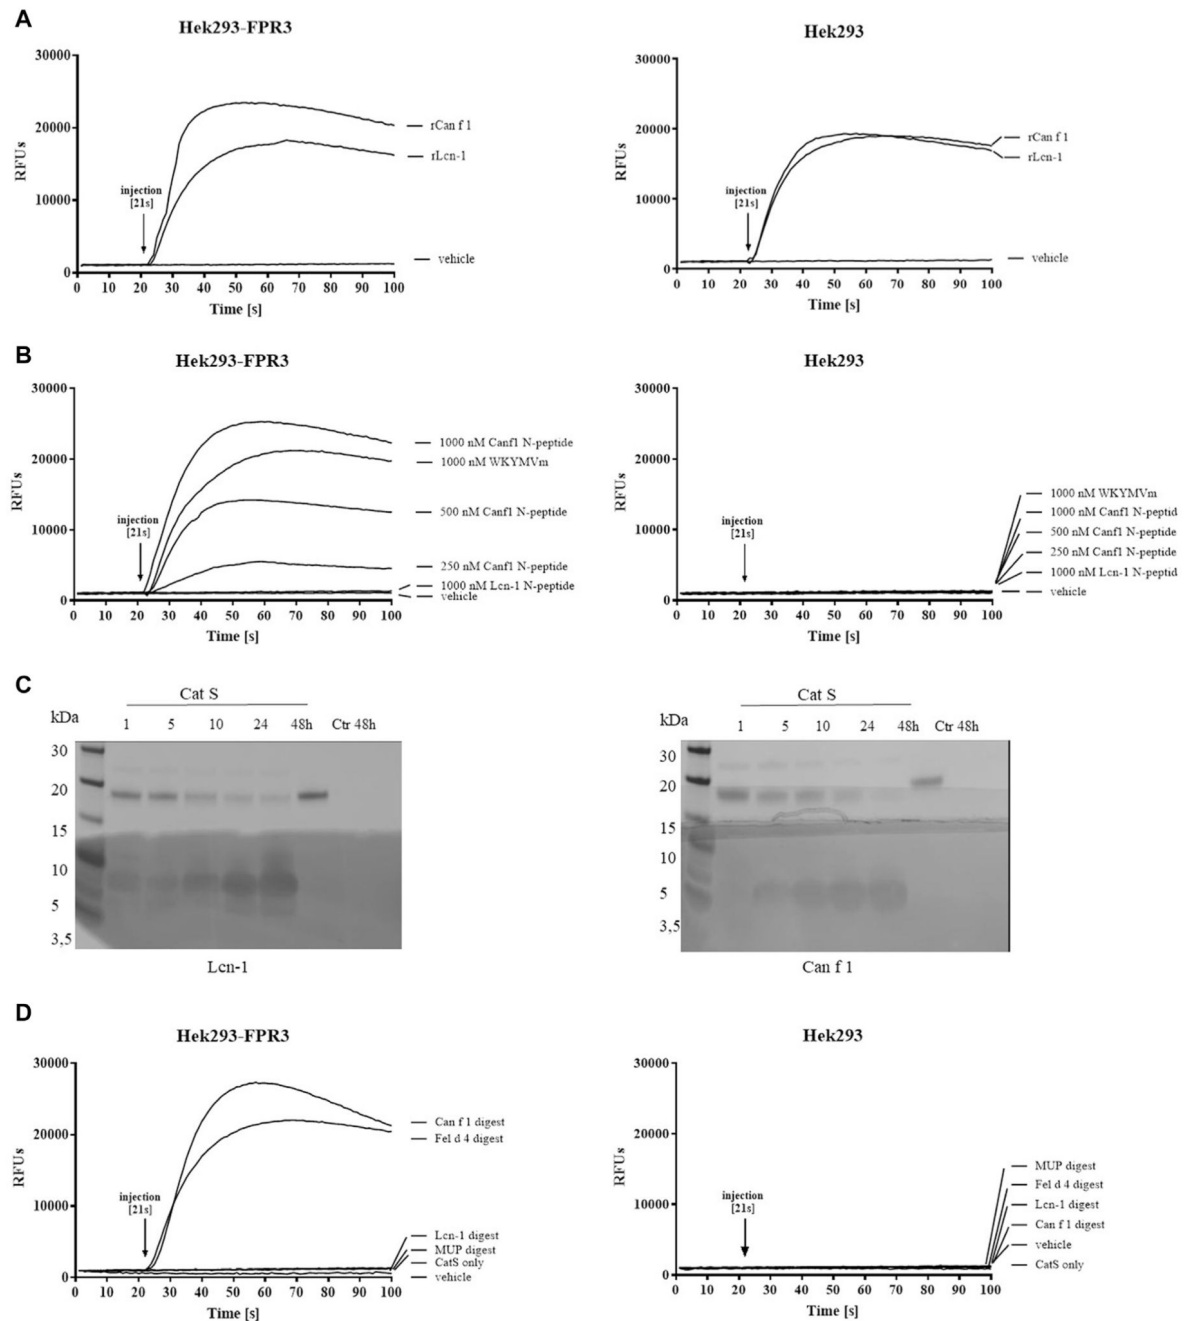 A
Hek293-FPR3
30000
20000
10000
0
RFUs
injection
[21s]
rCan f 1
rLcn-1
vehicle
0 10 20 30 40 50 60 70 80 90 100
Time [s]
Hek293
30000
20000
10000
0
RFUs
injection
[21s]
rCan f 1
rLcn-1
vehicle
0 10 20 30 40 50 60 70 80 90 100
Time [s]
B
Hek293-FPR3
30000
20000
10000
0
RFUs
injection
[21s]
1000 nM Canf1 N-peptide
1000 nM WKYMVm
500 nM Canf1 N-peptide
250 nM Canf1 N-peptide
1000 nM Lcn-1 N-peptide
vehicle
0 10 20 30 40 50 60 70 80 90 100
Time [s]
Hek293
30000
20000
10000
0
RFUs
injection
[21s]
1000 nM WKYMVm
1000 nM Canf1 N-peptid
500 nM Canf1 N-peptide
250 nM Canf1 N-peptide
1000 nM Lcn-1 N-peptid
vehicle
0 10 20 30 40 50 60 70 80 90 100
Time [s]
C
Cat S
kDa
1 5 10 24 48h Ctr 48h
30
20
15
10
5
3,5
Lcn-1
Cat S
kDa
1 5 10 24 48h Ctr 48h
30
20
15
10
5
3,5
Can f 1
D
Hek293-FPR3
30000
20000
10000
0
RFUs
injection
[21s]
Can f 1 digest
Fel d 4 digest
Lcn-1 digest
MUP digest
CatS only
vehicle
0 10 20 30 40 50 60 70 80 90 100
Time [s]
Hek293
30000
20000
10000
0
RFUs
injection
[21s]
MUP digest
Fel d 4 digest
Lcn-1 digest
Can f 1 digest
vehicle
CatS only
0 10 20 30 40 50 60 70 80 90 100
Time [s]